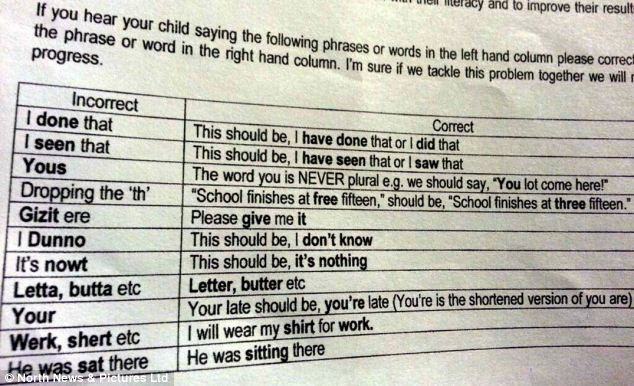 their literacy and to improve their result
If you hear your child saying the following phrases or words in the left hand column please correct
the phrase or word in the right hand column. I'm sure if we tackle this problem together we will
progress.
Incorrect Correct
I done that This should be, I have done that or I did that
I seen that This should be, I have seen that or I saw that
Yous The word you is NEVER plural e.g. we should say, "You lot come here!"
Dropping the 'th' "School finishes at free fifteen," should be, "School finishes at three fifteen."
Gizit ere Please give me it
I Dunno This should be, I don't know
It's nowt This should be, it's nothing
Letta, butta etc Letter, butter etc
Your Your late should be, you're late (You're is the shortened version of you are)
Werk, shert etc I will wear my shirt for work.
He was sat there He was sitting there
© North News & Pictures Ltd